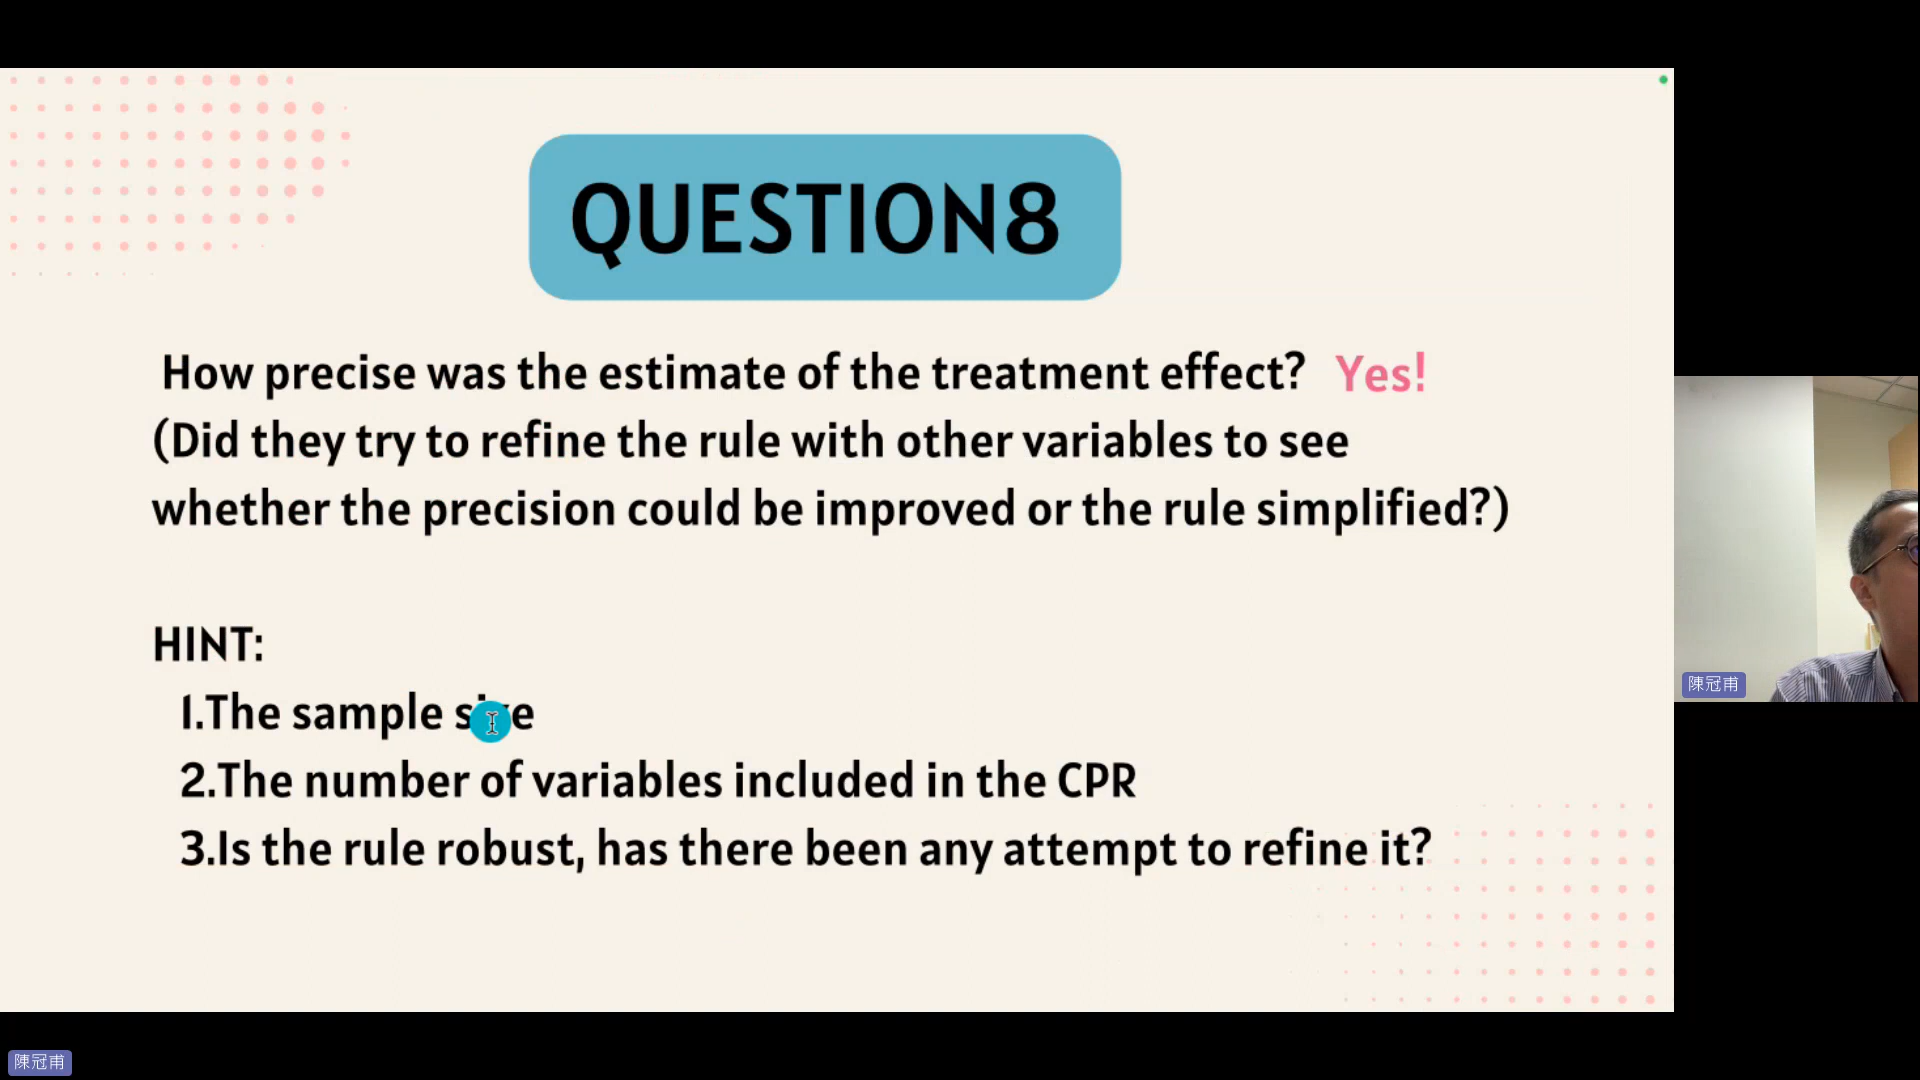 QUESTION8
How precise was the estimate of the treatment effect? Yes!
(Did they try to refine the rule with other variables to see
whether the precision could be improved or the rule simplified?)
HINT:
1.The sample size
2.The number of variables included in the CPR
3.Is the rule robust, has there been any attempt to refine it?
陳冠甫
陳冠甫